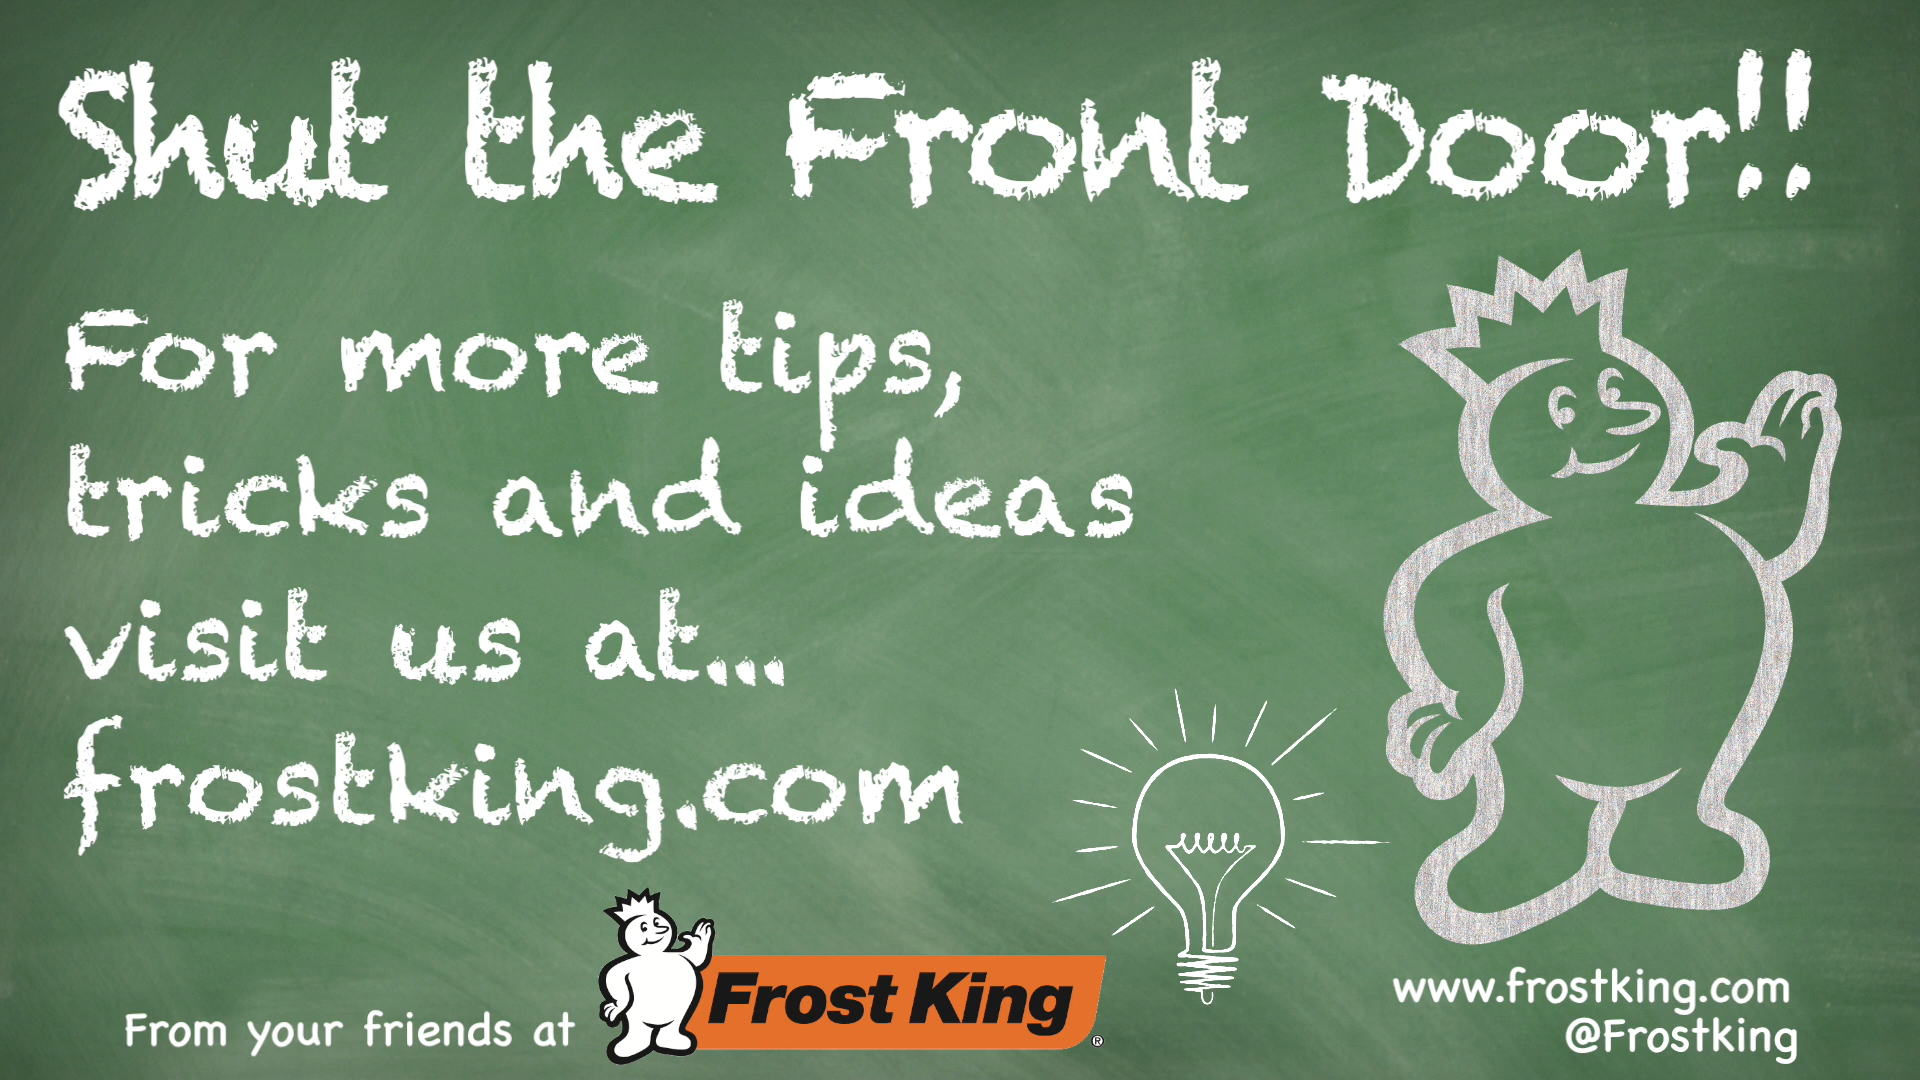 Shut the Front Door!!
For more tips,
tricks and ideas
visit us at...
frostking.com
From your friends at
Frost King®
www.frostking.com
@Frostking